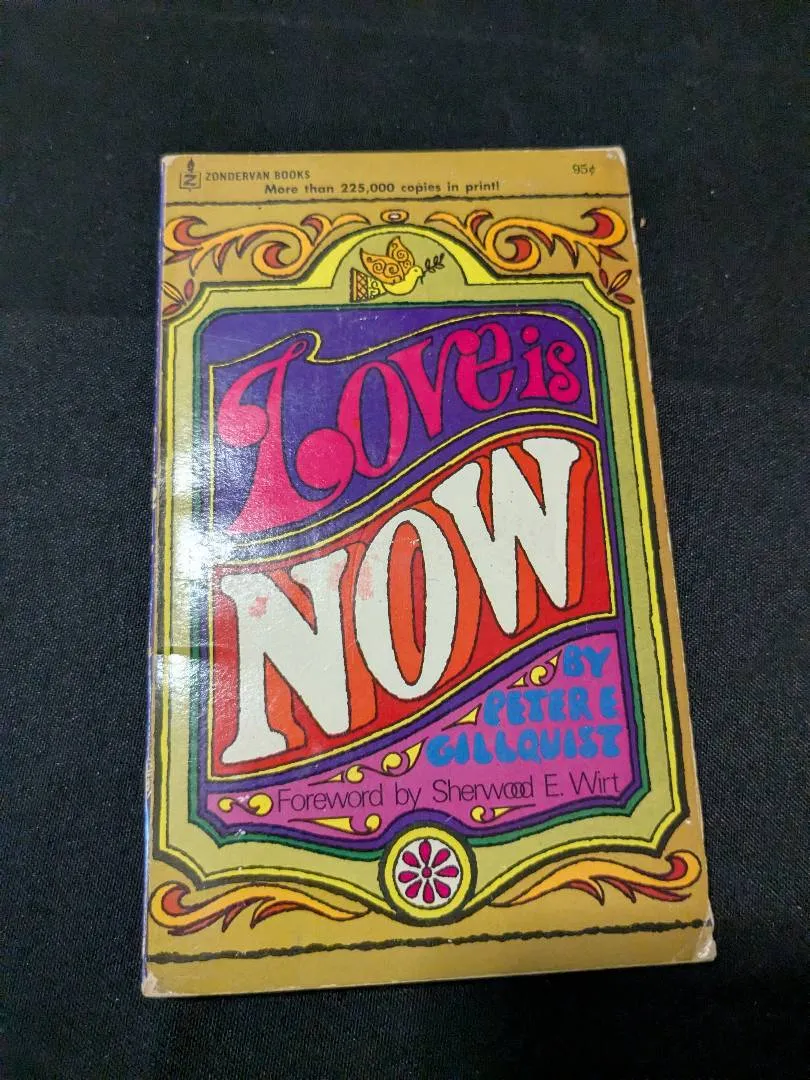 Z ZONDERVAN BOOKS
95¢
More than 225,000 copies in print!
Love is
NOW
BY
PETER E
GILLQUIST
Foreword by Sherwood E. Wirt